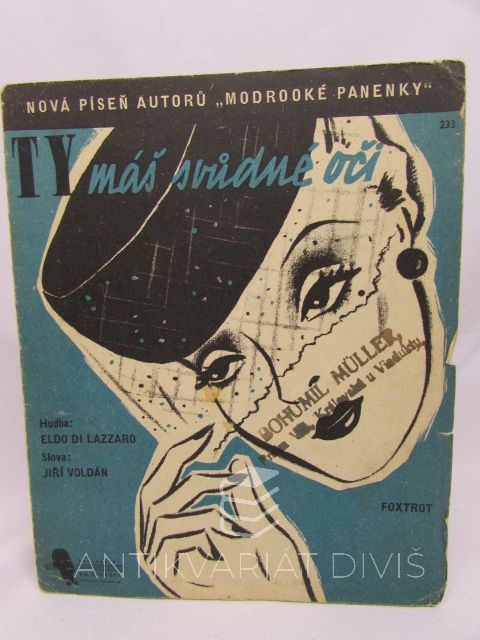 NOVÁ PÍSEŇ AUTORŮ „MODROOKÉ PANENKY“
233
TY máš svůdné oči
BOHUMIL MÜLLER,
Hudba:
ELDO DI LAZZARO
Slova:
JIŘÍ VOLDÁN
FOXTROT
ANTIKVARIÁT DIVIŠ